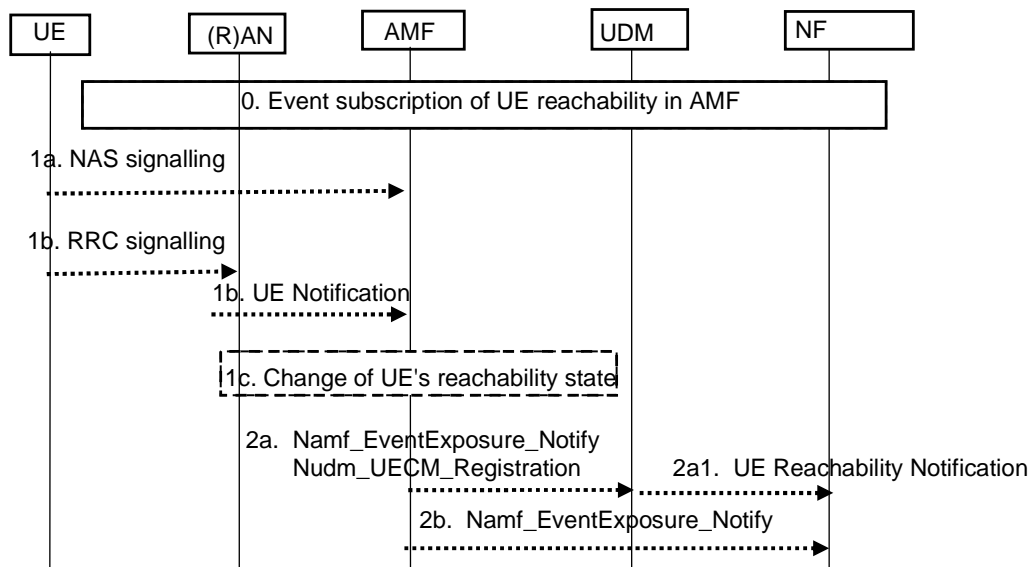 UE
(R)AN
AMF
UDM
NF
0. Event subscription of UE reachability in AMF
1a. NAS signalling
1b. RRC signalling
1b. UE Notification
1c. Change of UE's reachability state
2a. Namf_EventExposure_Notify
Nudm_UECM_Registration
2a1. UE Reachability Notification
2b. Namf_EventExposure_Notify